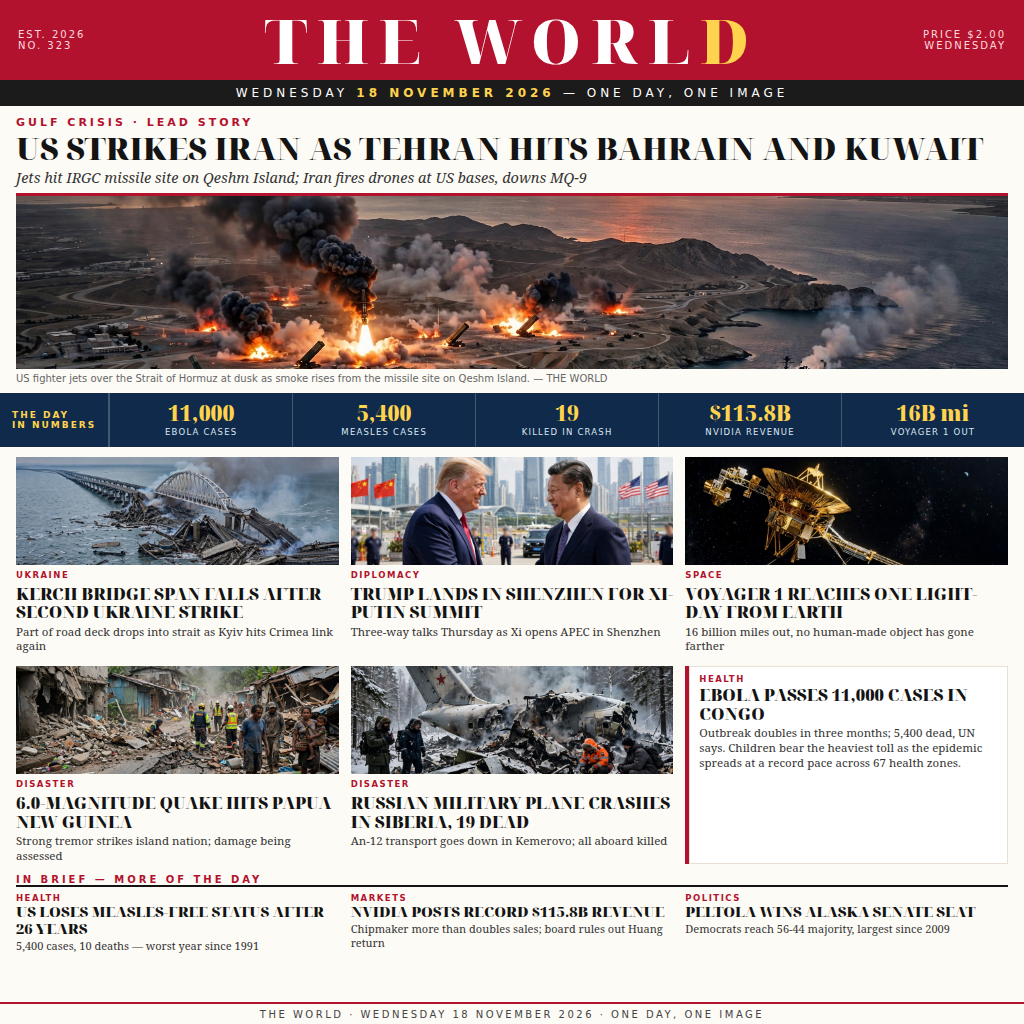 EST. 2026
NO. 323
THE WORLD
PRICE $2.00
WEDNESDAY
WEDNESDAY 18 NOVEMBER 2026 — ONE DAY, ONE IMAGE
GULF CRISIS · LEAD STORY
US STRIKES IRAN AS TEHRAN HITS BAHRAIN AND KUWAIT
Jets hit IRGC missile site on Qeshm Island; Iran fires drones at US bases, downs MQ-9
US fighter jets over the Strait of Hormuz at dusk as smoke rises from the missile site on Qeshm Island. — THE WORLD
THE DAY
IN NUMBERS
11,000
EBOLA CASES
5,400
MEASLES CASES
19
KILLED IN CRASH
$115.8B
NVIDIA REVENUE
16B mi
VOYAGER 1 OUT
UKRAINE
KERCH BRIDGE SPAN FALLS AFTER
SECOND UKRAINE STRIKE
Part of road deck drops into strait as Kyiv hits Crimea link
again
DIPLOMACY
TRUMP LANDS IN SHENZHEN FOR XI-
PUTIN SUMMIT
Three-way talks Thursday as Xi opens APEC in Shenzhen
SPACE
VOYAGER 1 REACHES ONE LIGHT-
DAY FROM EARTH
16 billion miles out, no human-made object has gone
farther
DISASTER
6.0-MAGNITUDE QUAKE HITS PAPUA
NEW GUINEA
Strong tremor strikes island nation; damage being
assessed
DISASTER
RUSSIAN MILITARY PLANE CRASHES
IN SIBERIA, 19 DEAD
An-12 transport goes down in Kemerovo; all aboard killed
HEALTH
EBOLA PASSES 11,000 CASES IN
CONGO
Outbreak doubles in three months; 5,400 dead, UN
says. Children bear the heaviest toll as the epidemic
spreads at a record pace across 67 health zones.
IN BRIEF — MORE OF THE DAY
HEALTH
US LOSES MEASLES-FREE STATUS AFTER
26 YEARS
5,400 cases, 10 deaths — worst year since 1991
MARKETS
NVIDIA POSTS RECORD $115.8B REVENUE
Chipmaker more than doubles sales; board rules out Huang
return
POLITICS
PELTOLA WINS ALASKA SENATE SEAT
Democrats reach 56-44 majority, largest since 2009
THE WORLD · WEDNESDAY 18 NOVEMBER 2026 · ONE DAY, ONE IMAGE